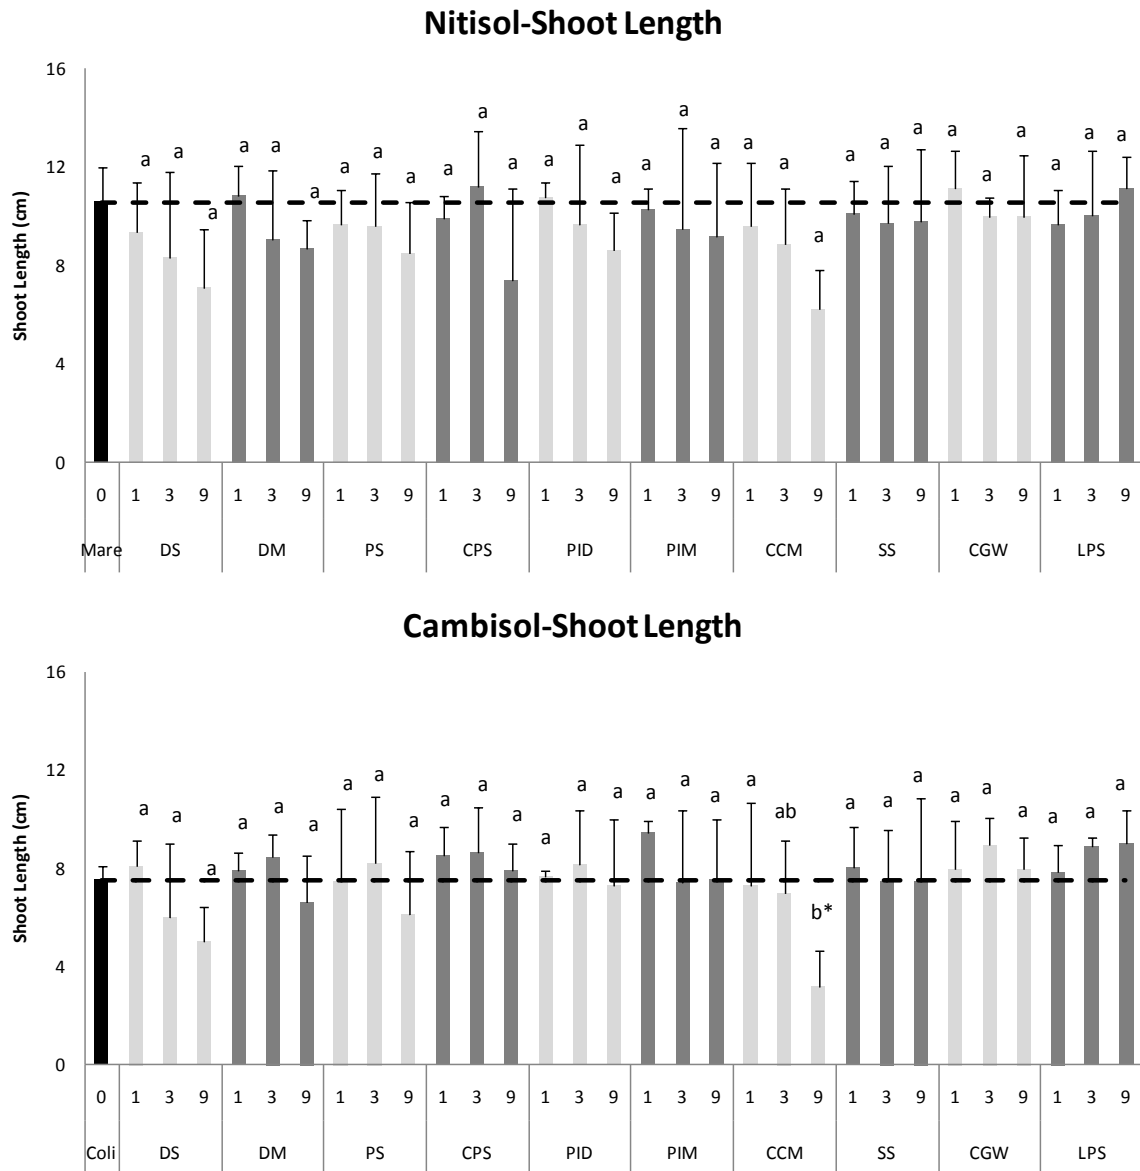 Nitisol-Shoot Length
16
12
8
4
0
Shoot Length (cm)
a a a a a a a a a a a a a a a a a a a a a a a a a a a a a a
0 1 3 9 1 3 9 1 3 9 1 3 9 1 3 9 1 3 9 1 3 9 1 3 9 1 3 9 1 3 9
Mare DS DM PS CPS PID PIM CCM SS CGW LPS
Cambisol-Shoot Length
16
12
8
4
0
Shoot Length (cm)
a a a a a a a a a a a a a a a a a a a ab b* a a a a a a a a a
0 1 3 9 1 3 9 1 3 9 1 3 9 1 3 9 1 3 9 1 3 9 1 3 9 1 3 9 1 3 9
Coli DS DM PS CPS PID PIM CCM SS CGW LPS